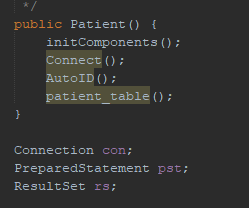 */
public Patient() {
initComponents();
Connect();
AutoID();
patient_table();
}
Connection con;
PreparedStatement pst;
ResultSet rs;